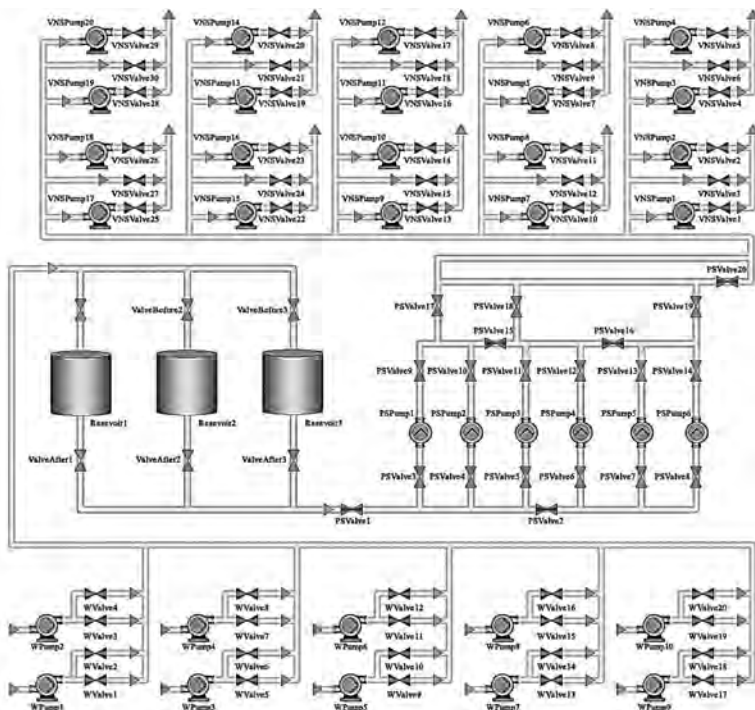 VNSPump20 VNSPump14 VNSPump12 VNSPump6 VNSPump4
VNSValve29 VNSValve20 VNSValve17 VNSValve8 VNSValve5
VNSValve30 VNSValve21 VNSValve18 VNSValve9 VNSValve6
VNSPump19 VNSPump13 VNSPump11 VNSPump5 VNSPump3
VNSValve28 VNSValve19 VNSValve16 VNSValve7 VNSValve4
VNSPump18 VNSPump16 VNSPump10 VNSPump8 VNSPump2
VNSValve26 VNSValve23 VNSValve14 VNSValve11 VNSValve2
VNSValve27 VNSValve24 VNSValve15 VNSValve12 VNSValve3
VNSPump17 VNSPump15 VNSPump9 VNSPump7 VNSPump1
VNSValve25 VNSValve22 VNSValve13 VNSValve10 VNSValve1
PSValve20
ValveBefore2 ValveBefore3 PSValve17 PSValve18 PSValve19
PSValve15 PSValve16
PSValve9 PSValve10 PSValve11 PSValve12 PSValve13 PSValve14
Reservoir1 Reservoir2 Reservoir3 PSPump1 PSPump2 PSPump3 PSPump4 PSPump5 PSPump6
ValveAfter1 ValveAfter2 ValveAfter3
PSValve3 PSValve4 PSValve5 PSValve6 PSValve7 PSValve8
PSValve1 PSValve2
WValve4 WValve8 WValve12 WValve16 WValve20
WPump2 WValve3 WPump4 WValve7 WPump6 WValve11 WPump8 WValve15 WPump10 WValve19
WValve2 WValve6 WValve10 WValve14 WValve18
WPump1 WValve1 WPump3 WValve5 WPump5 WValve9 WPump7 WValve13 WPump9 WValve17